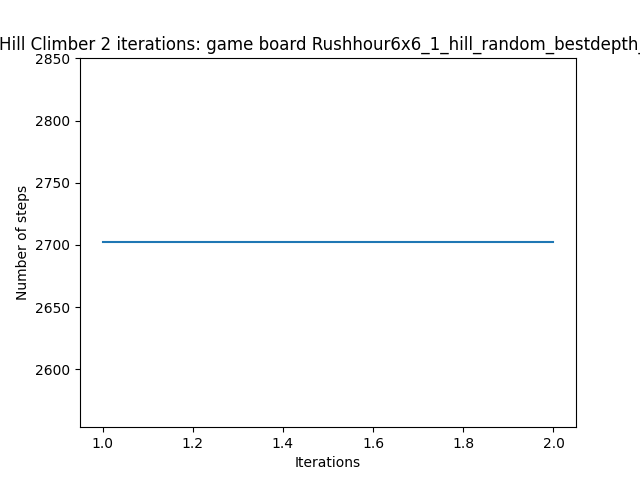 Hill Climber 2 iterations: game board Rushhour6x6_1_hill_random_bestdepth_
2850
2800
2750
2700
2650
2600
Number of steps
1.0 1.2 1.4 1.6 1.8 2.0
Iterations